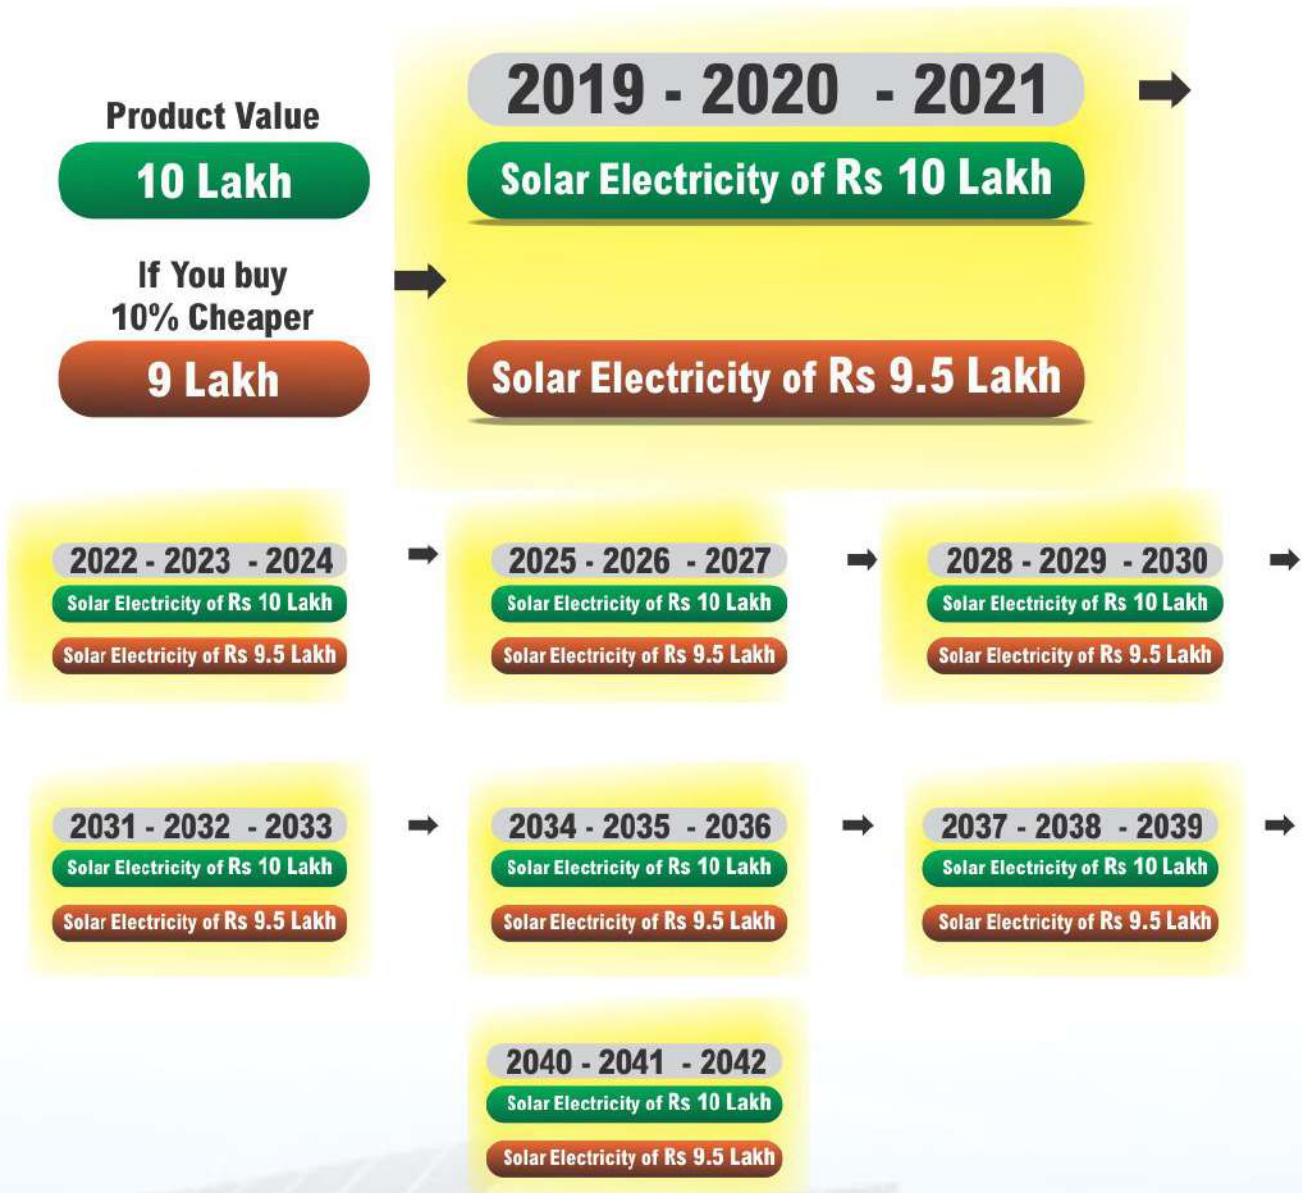 Product Value
10 Lakh
If You buy
10% Cheaper
9 Lakh
2019 - 2020 - 2021
Solar Electricity of Rs 10 Lakh
Solar Electricity of Rs 9.5 Lakh
2022 - 2023 - 2024
Solar Electricity of Rs 10 Lakh
Solar Electricity of Rs 9.5 Lakh
2025 - 2026 - 2027
Solar Electricity of Rs 10 Lakh
Solar Electricity of Rs 9.5 Lakh
2028 - 2029 - 2030
Solar Electricity of Rs 10 Lakh
Solar Electricity of Rs 9.5 Lakh
2031 - 2032 - 2033
Solar Electricity of Rs 10 Lakh
Solar Electricity of Rs 9.5 Lakh
2034 - 2035 - 2036
Solar Electricity of Rs 10 Lakh
Solar Electricity of Rs 9.5 Lakh
2037 - 2038 - 2039
Solar Electricity of Rs 10 Lakh
Solar Electricity of Rs 9.5 Lakh
2040 - 2041 - 2042
Solar Electricity of Rs 10 Lakh
Solar Electricity of Rs 9.5 Lakh